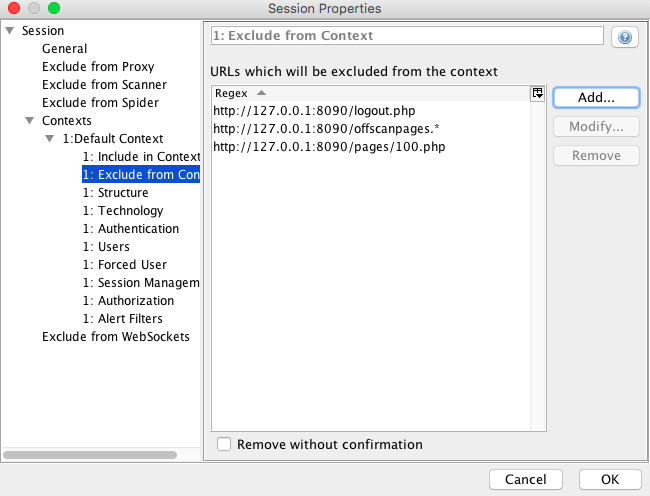 Session Properties
Session
General
Exclude from Proxy
Exclude from Scanner
Exclude from Spider
Contexts
1:Default Context
1: Include in Context
1: Exclude from Con
1: Structure
1: Technology
1: Authentication
1: Users
1: Forced User
1: Session Managem
1: Authorization
1: Alert Filters
Exclude from WebSockets
1: Exclude from Context
?
URLs which will be excluded from the context
Regex
http://127.0.0.1:8090/logout.php
http://127.0.0.1:8090/offscanpages.*
http://127.0.0.1:8090/pages/100.php
Add...
Modify...
Remove
Remove without confirmation
Cancel
OK